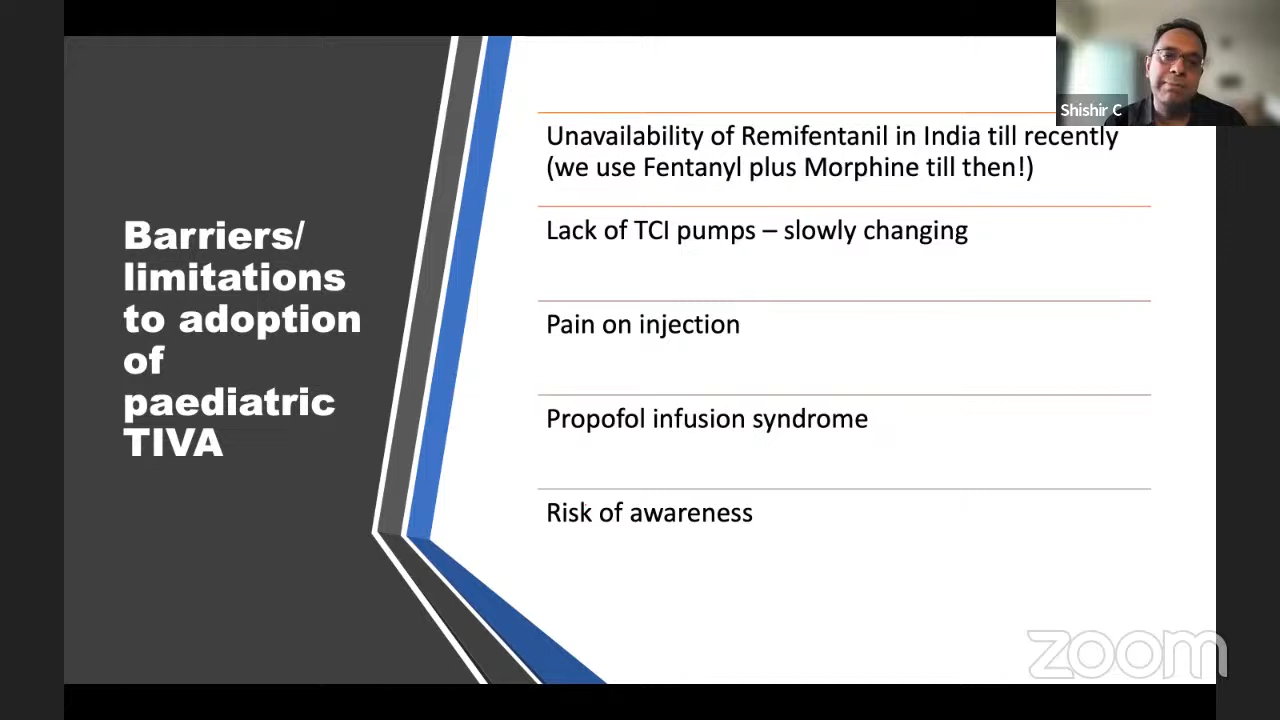 Shishir C
Unavailability of Remifentanil in India till recently
(we use Fentanyl plus Morphine till then!)
Lack of TCI pumps – slowly changing
Pain on injection
Propofol infusion syndrome
Risk of awareness
Barriers/
limitations
to adoption
of
paediatric
TIVA
zoom